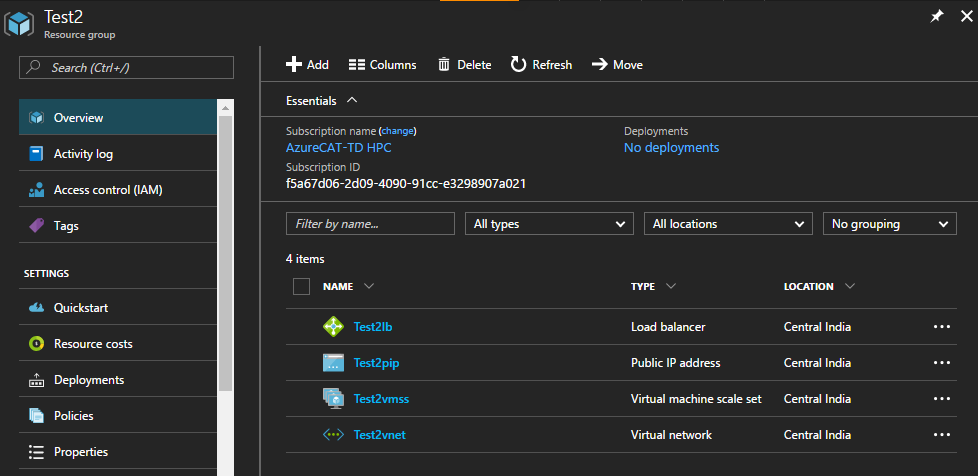 Test2
Resource group
Search (Ctrl+/)
Overview
Activity log
Access control (IAM)
Tags
SETTINGS
Quickstart
Resource costs
Deployments
Policies
Properties
Add Columns Delete Refresh Move
Essentials
Subscription name (change) Deployments
AzureCAT-TD HPC No deployments
Subscription ID
f5a67d06-2d09-4090-91cc-e3298907a021
Filter by name... All types All locations No grouping
4 items
NAME TYPE LOCATION
Test2lb Load balancer Central India ...
Test2pip Public IP address Central India ...
Test2vmss Virtual machine scale set Central India ...
Test2vnet Virtual network Central India ...